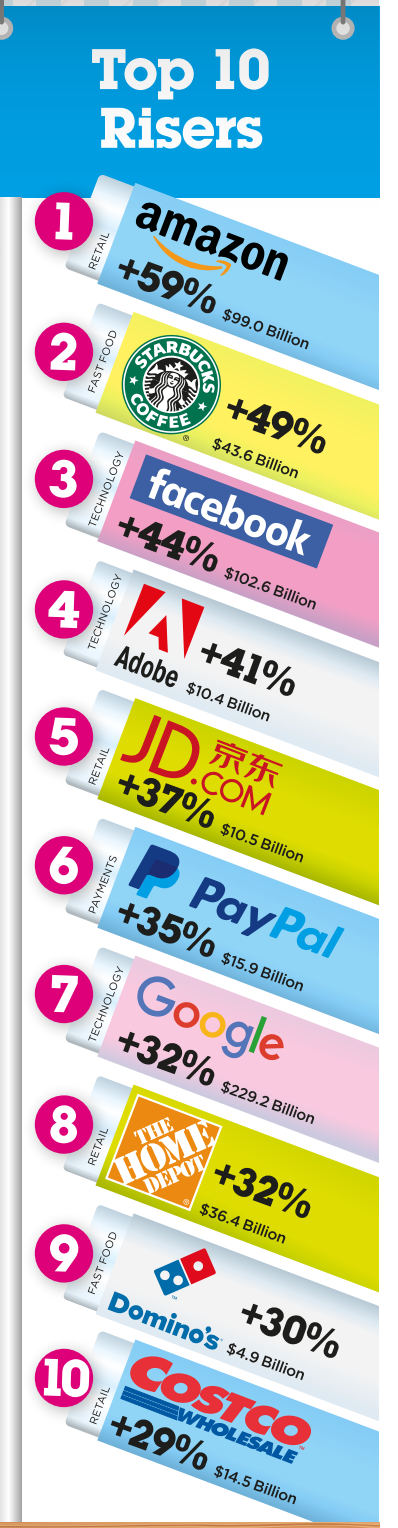 Top 10
Risers
1
RETAIL
amazon
+59% $99.0 Billion
2
FAST FOOD
STARBUCKS
COFFEE
®
+49%
$43.6 Billion
3
TECHNOLOGY
facebook
+44% $102.6 Billion
4
TECHNOLOGY
Adobe
+41%
$10.4 Billion
5
RETAIL
JD.COM 京东
+37% $10.5 Billion
6
PAYMENTS
PayPal
+35% $15.9 Billion
7
TECHNOLOGY
Google
+32% $229.2 Billion
8
RETAIL
THE
HOME
DEPOT
®
+32%
$36.4 Billion
9
FAST FOOD
™
Domino's
+30%
$4.9 Billion
10
RETAIL
COSTCO
WHOLESALE
+29% $14.5 Billion